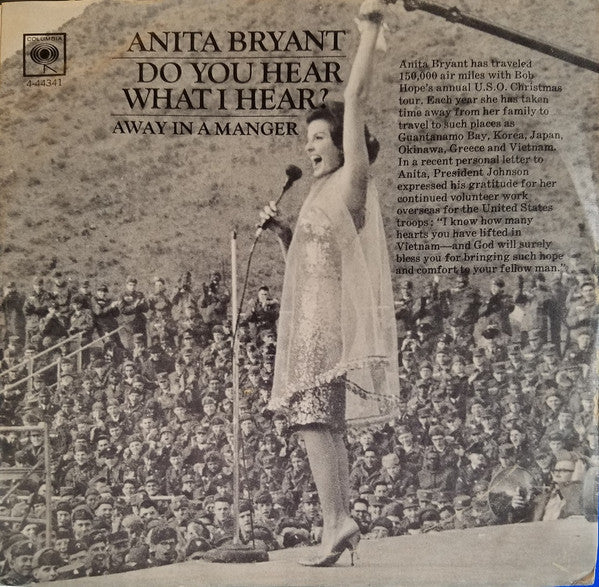 COLUMBIA
4-44341
ANITA BRYANT
DO YOU HEAR
WHAT I HEAR?
AWAY IN A MANGER
Anita Bryant has traveled
150,000 air miles with Bob
Hope's annual U.S.O. Christmas
tour. Each year she has taken
time away from her family to
travel to such places as
Guantanamo Bay, Korea, Japan,
Okinawa, Greece and Vietnam.
In a recent personal letter to
Anita, President Johnson
expressed his gratitude for her
continued volunteer work
overseas for the United States
troops: "I know how many
hearts you have lifted in
Vietnam—and God will surely
bless you for bringing such hope
and comfort to your fellow man."